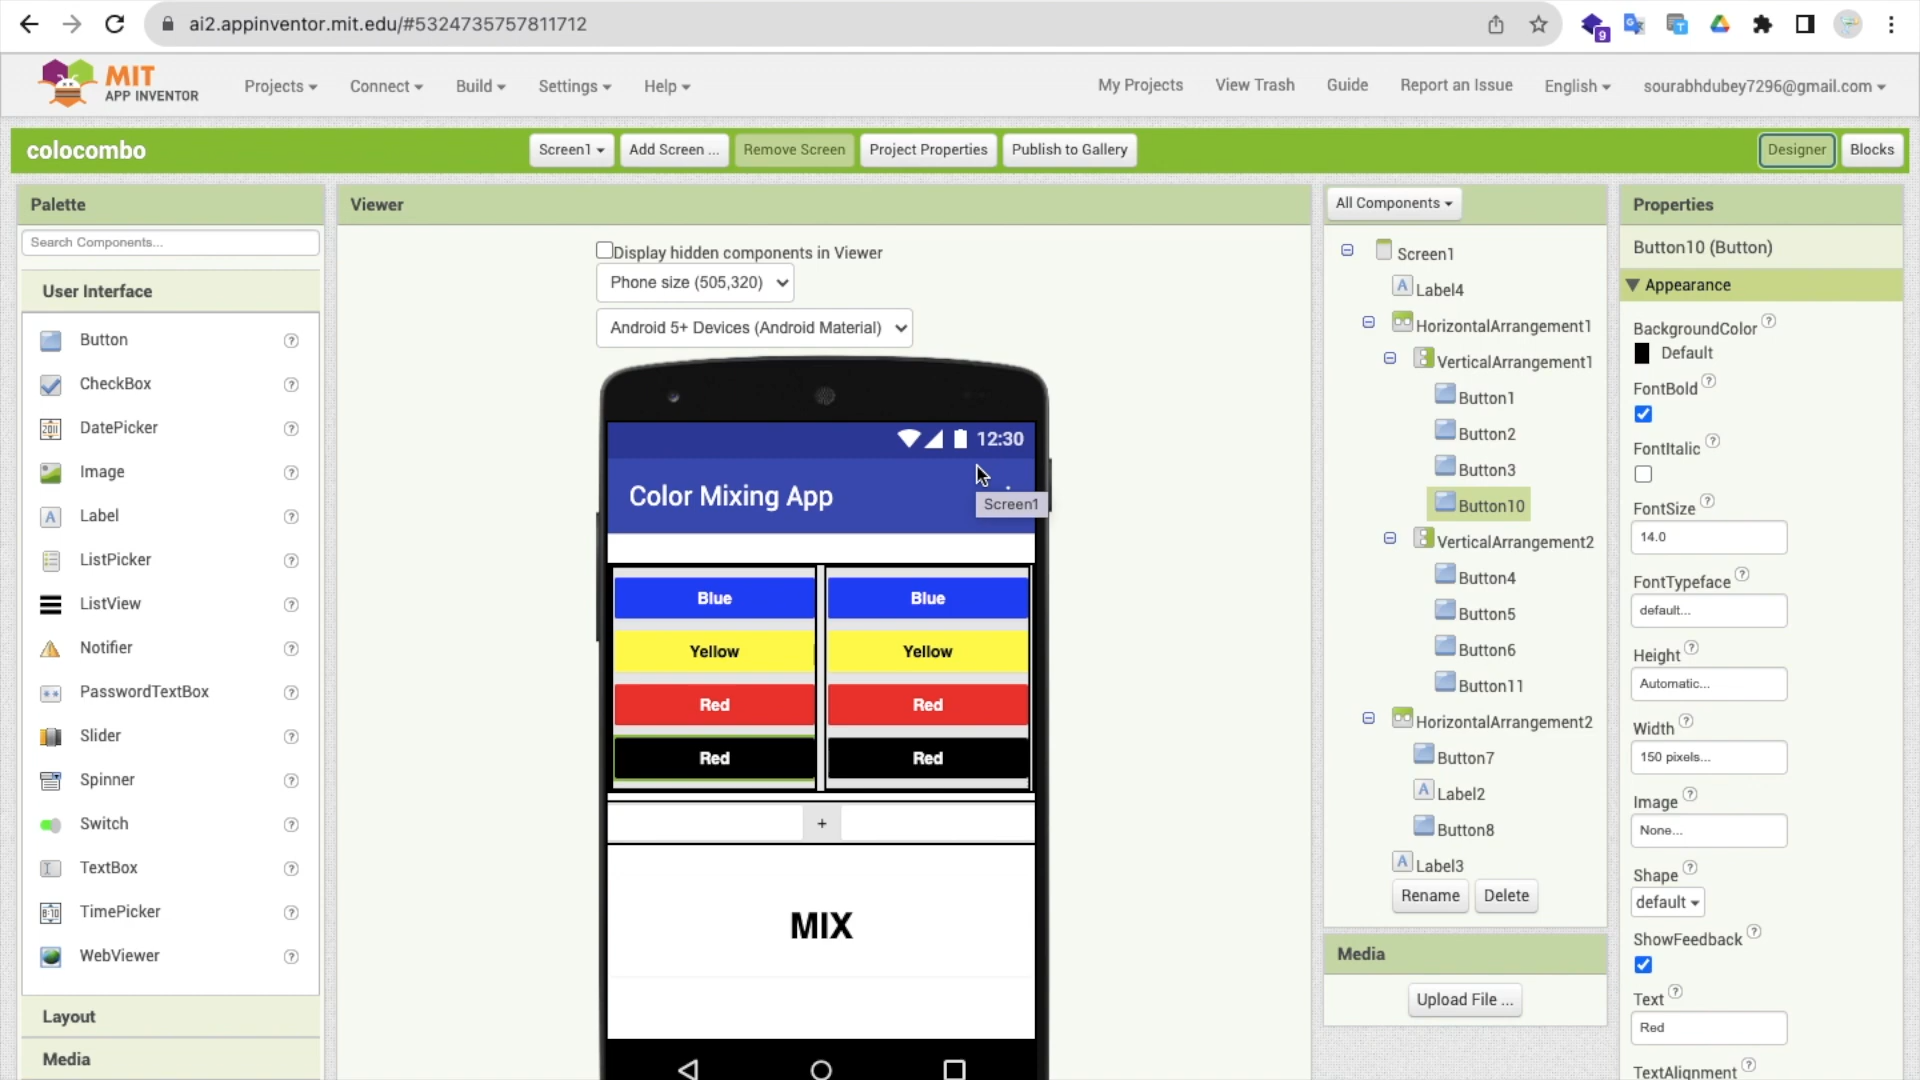 ai2.appinventor.mit.edu/#5324735757811712
9
MIT
APP INVENTOR
Projects
Connect
Build
Settings
Help
My Projects
View Trash
Guide
Report an Issue
English
sourabhdubey7296@gmail.com
colocombo
Screen1
Add Screen ...
Remove Screen
Project Properties
Publish to Gallery
Designer
Blocks
Palette
Search Components...
User Interface
Button ?
CheckBox ?
DatePicker ?
Image ?
Label ?
ListPicker ?
ListView ?
Notifier ?
PasswordTextBox ?
Slider ?
Spinner ?
Switch ?
TextBox ?
TimePicker ?
WebViewer ?
Layout
Media
Viewer
Display hidden components in Viewer
Phone size (505,320)
Android 5+ Devices (Android Material)
12:30
Color Mixing App
Screen1
Blue Blue
Yellow Yellow
Red Red
Red Red
+
MIX
All Components
Screen1
Label4
HorizontalArrangement1
VerticalArrangement1
Button1
Button2
Button3
Button10
VerticalArrangement2
Button4
Button5
Button6
Button11
HorizontalArrangement2
Button7
Label2
Button8
Label3
Rename
Delete
Media
Upload File ...
Properties
Button10 (Button)
Appearance
BackgroundColor ?
Default
FontBold ?
FontItalic ?
FontSize ?
14.0
FontTypeface ?
default...
Height ?
Automatic...
Width ?
150 pixels...
Image ?
None...
Shape ?
default
ShowFeedback ?
Text ?
Red
TextAlignment ?